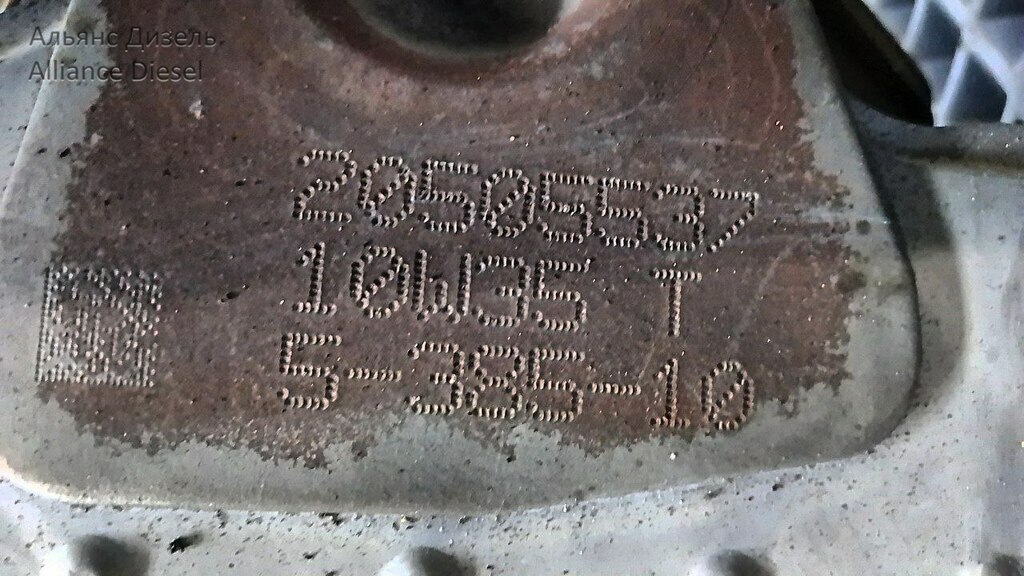 Альянс Дизель
Alliance Diesel
20505537
10W35 T
5-385-10